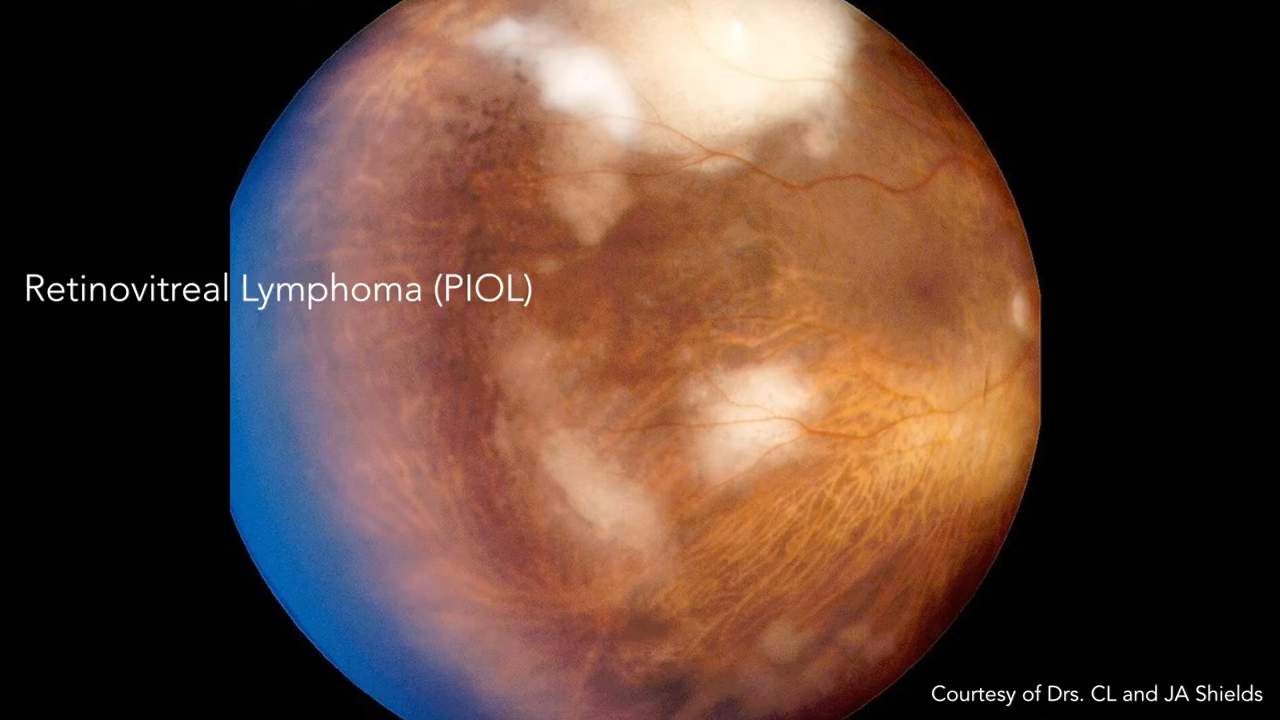 Retinovitreal Lymphoma (PIOL)
Courtesy of Drs. CL and JA Shields